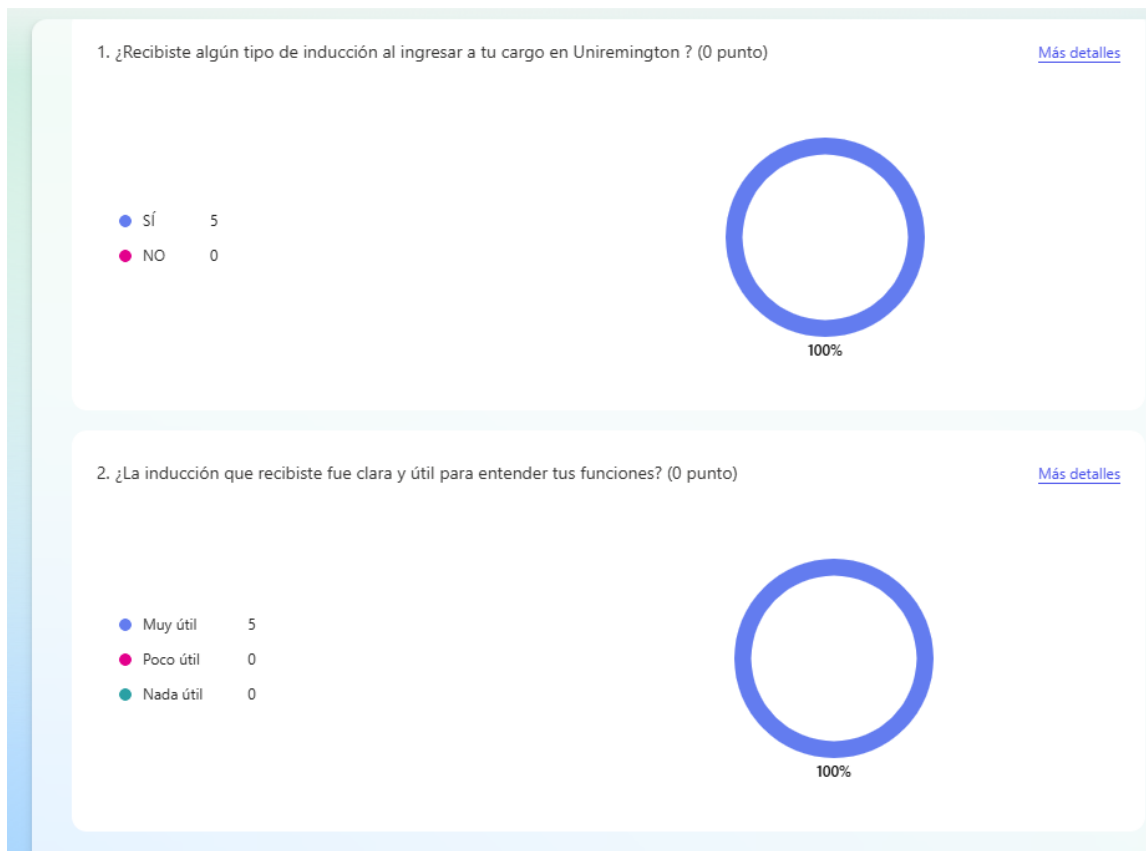 1. ¿Recibiste algún tipo de inducción al ingresar a tu cargo en Uniremington ? (0 punto)
Más detalles
SÍ 5
NO 0
100%
2. ¿La inducción que recibiste fue clara y útil para entender tus funciones? (0 punto)
Más detalles
Muy útil 5
Poco útil 0
Nada útil 0
100%